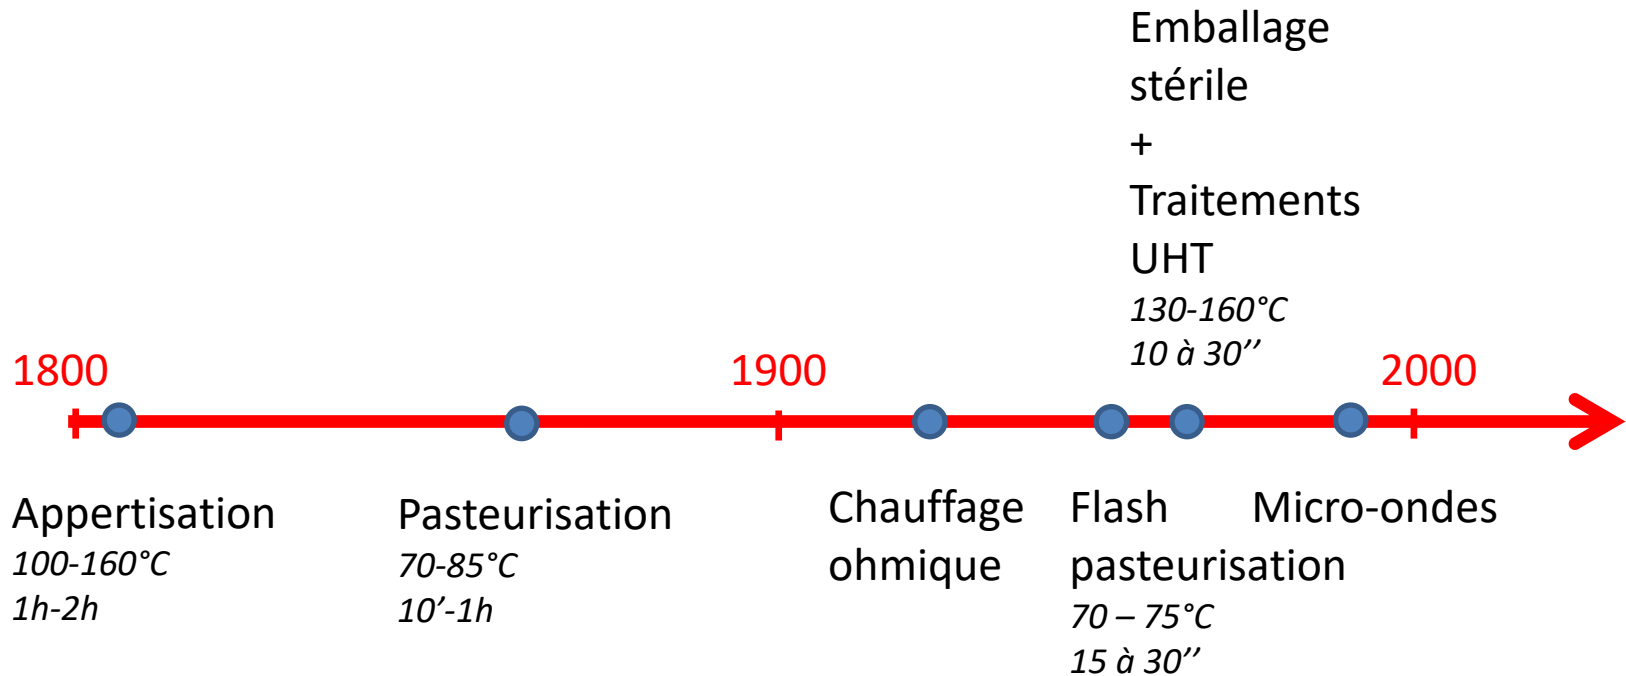 Emballage
stérile
+
Traitements
UHT
130-160°C
10 à 30’’
1800
1900
2000
Appertisation
100-160°C
1h-2h
Pasteurisation
70-85°C
10’-1h
Chauffage
ohmique
Flash
pasteurisation
70 – 75°C
15 à 30’’
Micro-ondes